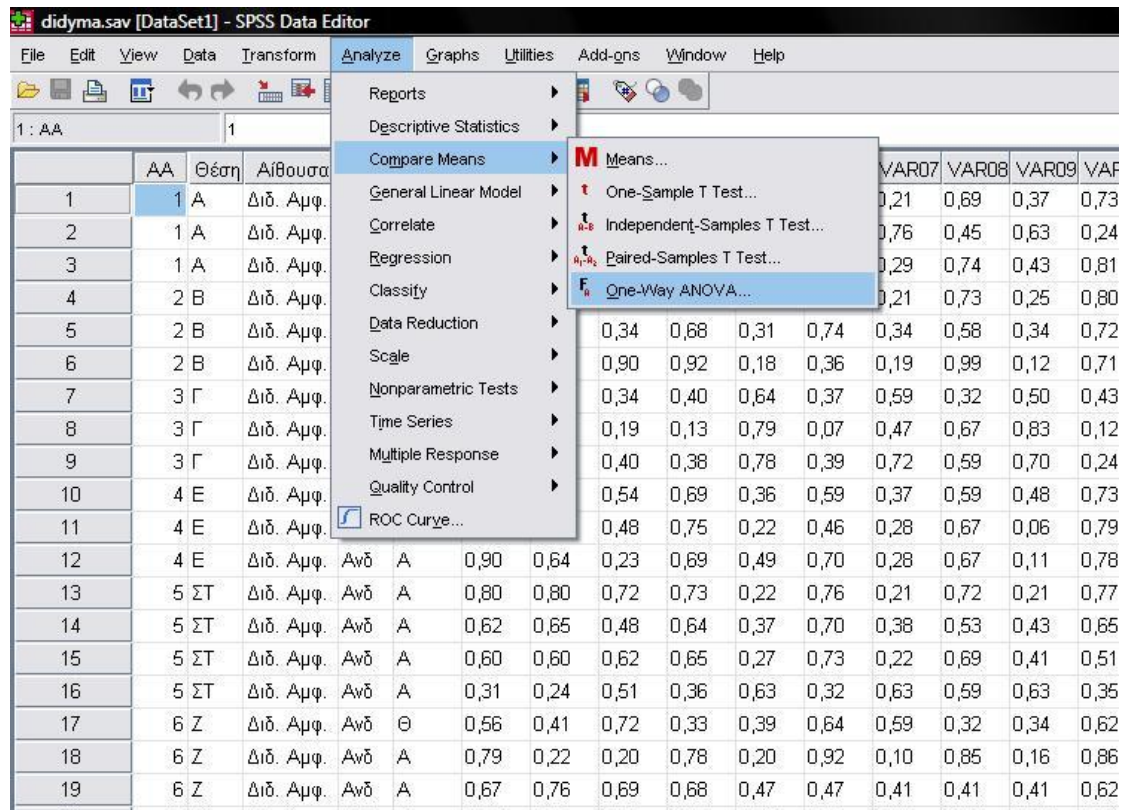 didyma.sav [DataSet1] - SPSS Data Editor
File Edit View Data Transform Analyze Graphs Utilities Add-ons Window Help
1 : AA 1
Reports
Descriptive Statistics
Compare Means
General Linear Model
Correlate
Regression
Classify
Data Reduction
Scale
Nonparametric Tests
Time Series
Multiple Response
Quality Control
ROC Curve...
M Means...
t One-Sample T Test...
Independent-Samples T Test...
Paired-Samples T Test...
One-Way ANOVA...
AA Θέση Αίθουσα VAR07 VAR08 VAR09
1 1 Α Διδ. Αμφ. 0,21 0,69 0,37 0,73
2 1 Α Διδ. Αμφ. 0,76 0,45 0,63 0,24
3 1 Α Διδ. Αμφ. 0,29 0,74 0,43 0,81
4 2 Β Διδ. Αμφ. 0,21 0,73 0,25 0,80
5 2 Β Διδ. Αμφ. 0,34 0,68 0,31 0,74 0,34 0,58 0,34 0,72
6 2 Β Διδ. Αμφ. 0,90 0,92 0,18 0,36 0,19 0,99 0,12 0,71
7 3 Γ Διδ. Αμφ. 0,34 0,40 0,64 0,37 0,59 0,32 0,50 0,43
8 3 Γ Διδ. Αμφ. 0,19 0,13 0,79 0,07 0,47 0,67 0,83 0,12
9 3 Γ Διδ. Αμφ. 0,40 0,38 0,78 0,39 0,72 0,59 0,70 0,24
10 4 Ε Διδ. Αμφ. 0,54 0,69 0,36 0,59 0,37 0,59 0,48 0,73
11 4 Ε Διδ. Αμφ. 0,48 0,75 0,22 0,46 0,28 0,67 0,06 0,79
12 4 Ε Διδ. Αμφ. Ανδ Α 0,90 0,64 0,23 0,69 0,49 0,70 0,28 0,67 0,11 0,78
13 5 ΣΤ Διδ. Αμφ. Ανδ Α 0,80 0,80 0,72 0,73 0,22 0,76 0,21 0,72 0,21 0,77
14 5 ΣΤ Διδ. Αμφ. Ανδ Α 0,62 0,65 0,48 0,64 0,37 0,70 0,38 0,53 0,43 0,65
15 5 ΣΤ Διδ. Αμφ. Ανδ Α 0,60 0,60 0,62 0,65 0,27 0,73 0,22 0,69 0,41 0,51
16 5 ΣΤ Διδ. Αμφ. Ανδ Α 0,31 0,24 0,51 0,36 0,63 0,32 0,63 0,59 0,63 0,35
17 6 Ζ Διδ. Αμφ. Ανδ Θ 0,56 0,41 0,72 0,33 0,39 0,64 0,59 0,32 0,34 0,62
18 6 Ζ Διδ. Αμφ. Ανδ Α 0,79 0,22 0,20 0,78 0,20 0,92 0,10 0,85 0,16 0,86
19 6 Ζ Διδ. Αμφ. Ανδ Α 0,67 0,76 0,69 0,68 0,47 0,47 0,41 0,41 0,41 0,62